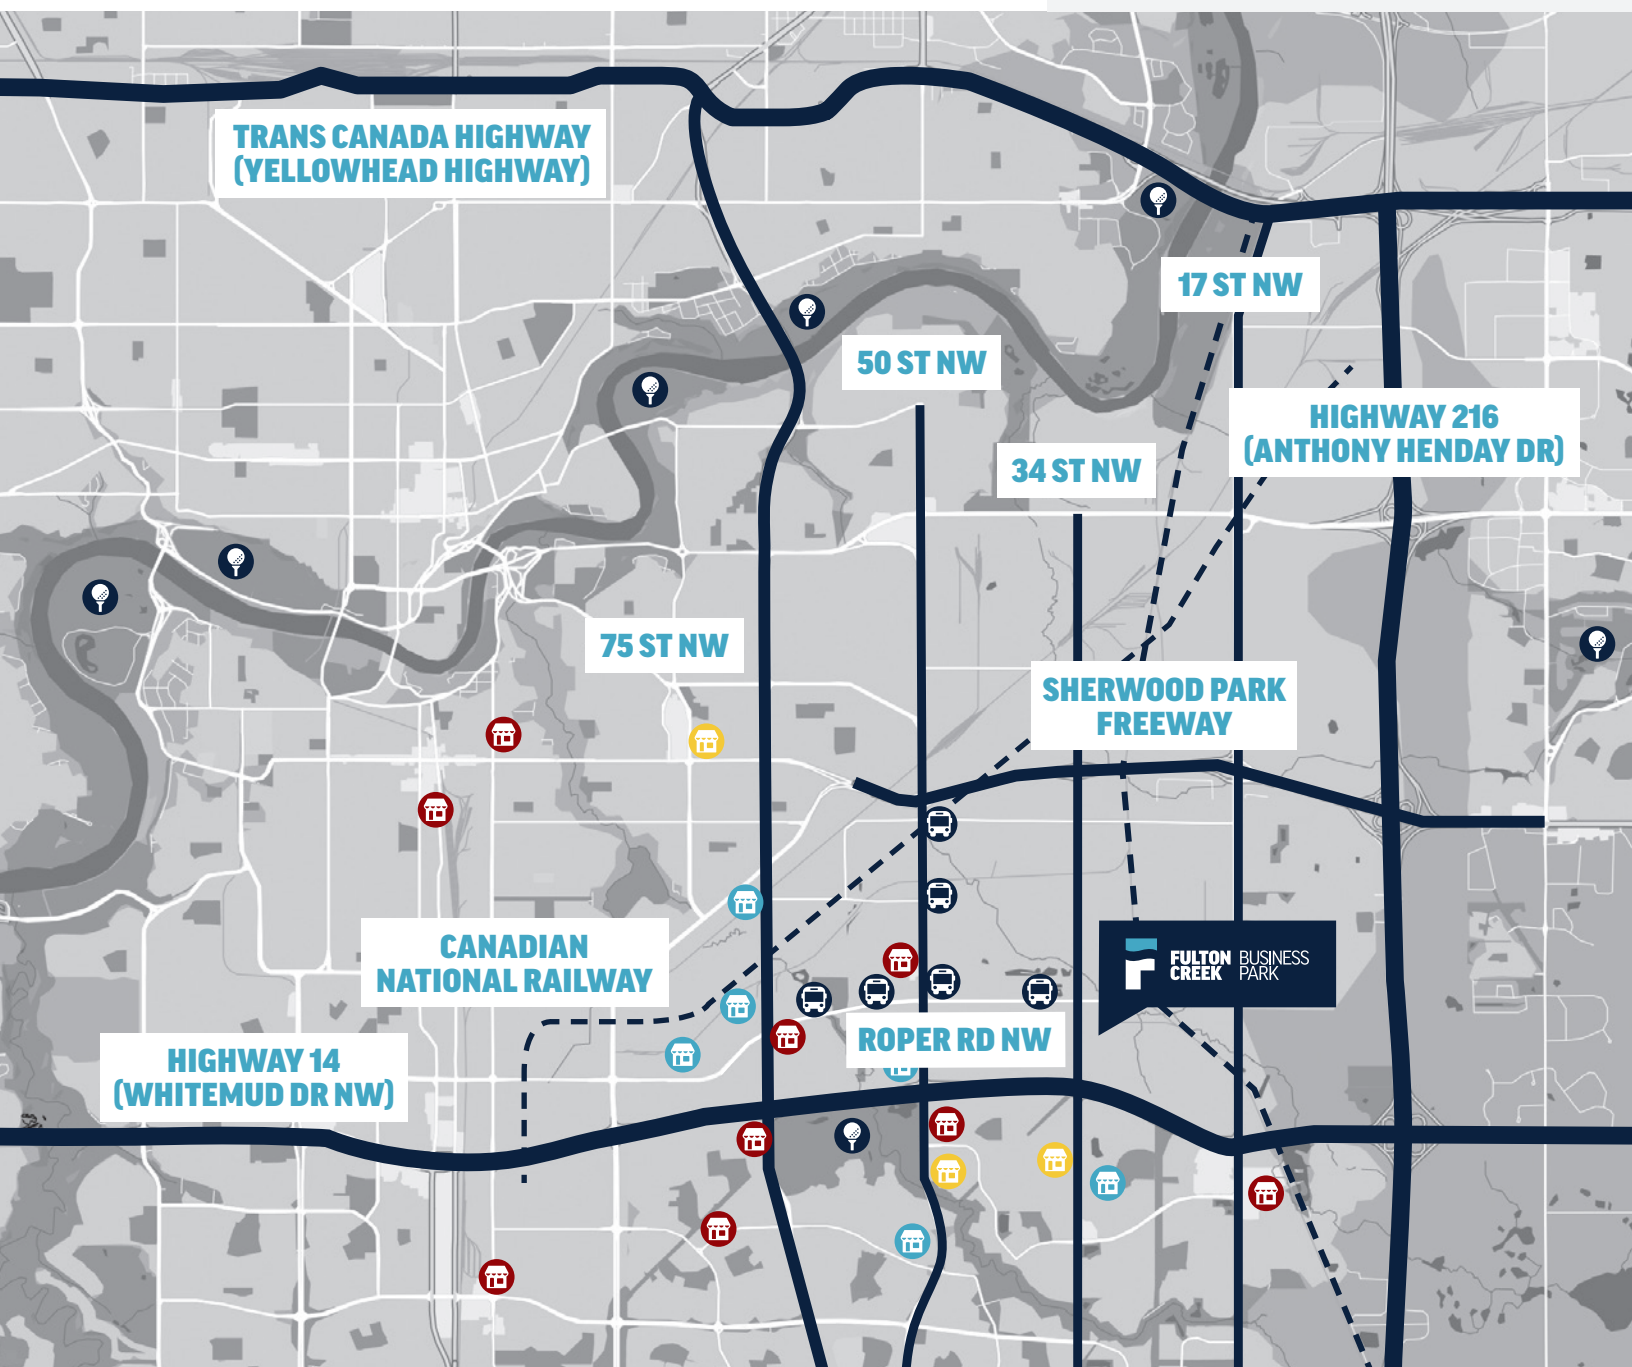 TRANS CANADA HIGHWAY
(YELLOWHEAD HIGHWAY)
17 ST NW
50 ST NW
HIGHWAY 216
(ANTHONY HENDAY DR)
34 ST NW
75 ST NW
SHERWOOD PARK
FREEWAY
CANADIAN
NATIONAL RAILWAY
FULTON BUSINESS
CREEK PARK
ROPER RD NW
HIGHWAY 14
(WHITEMUD DR NW)